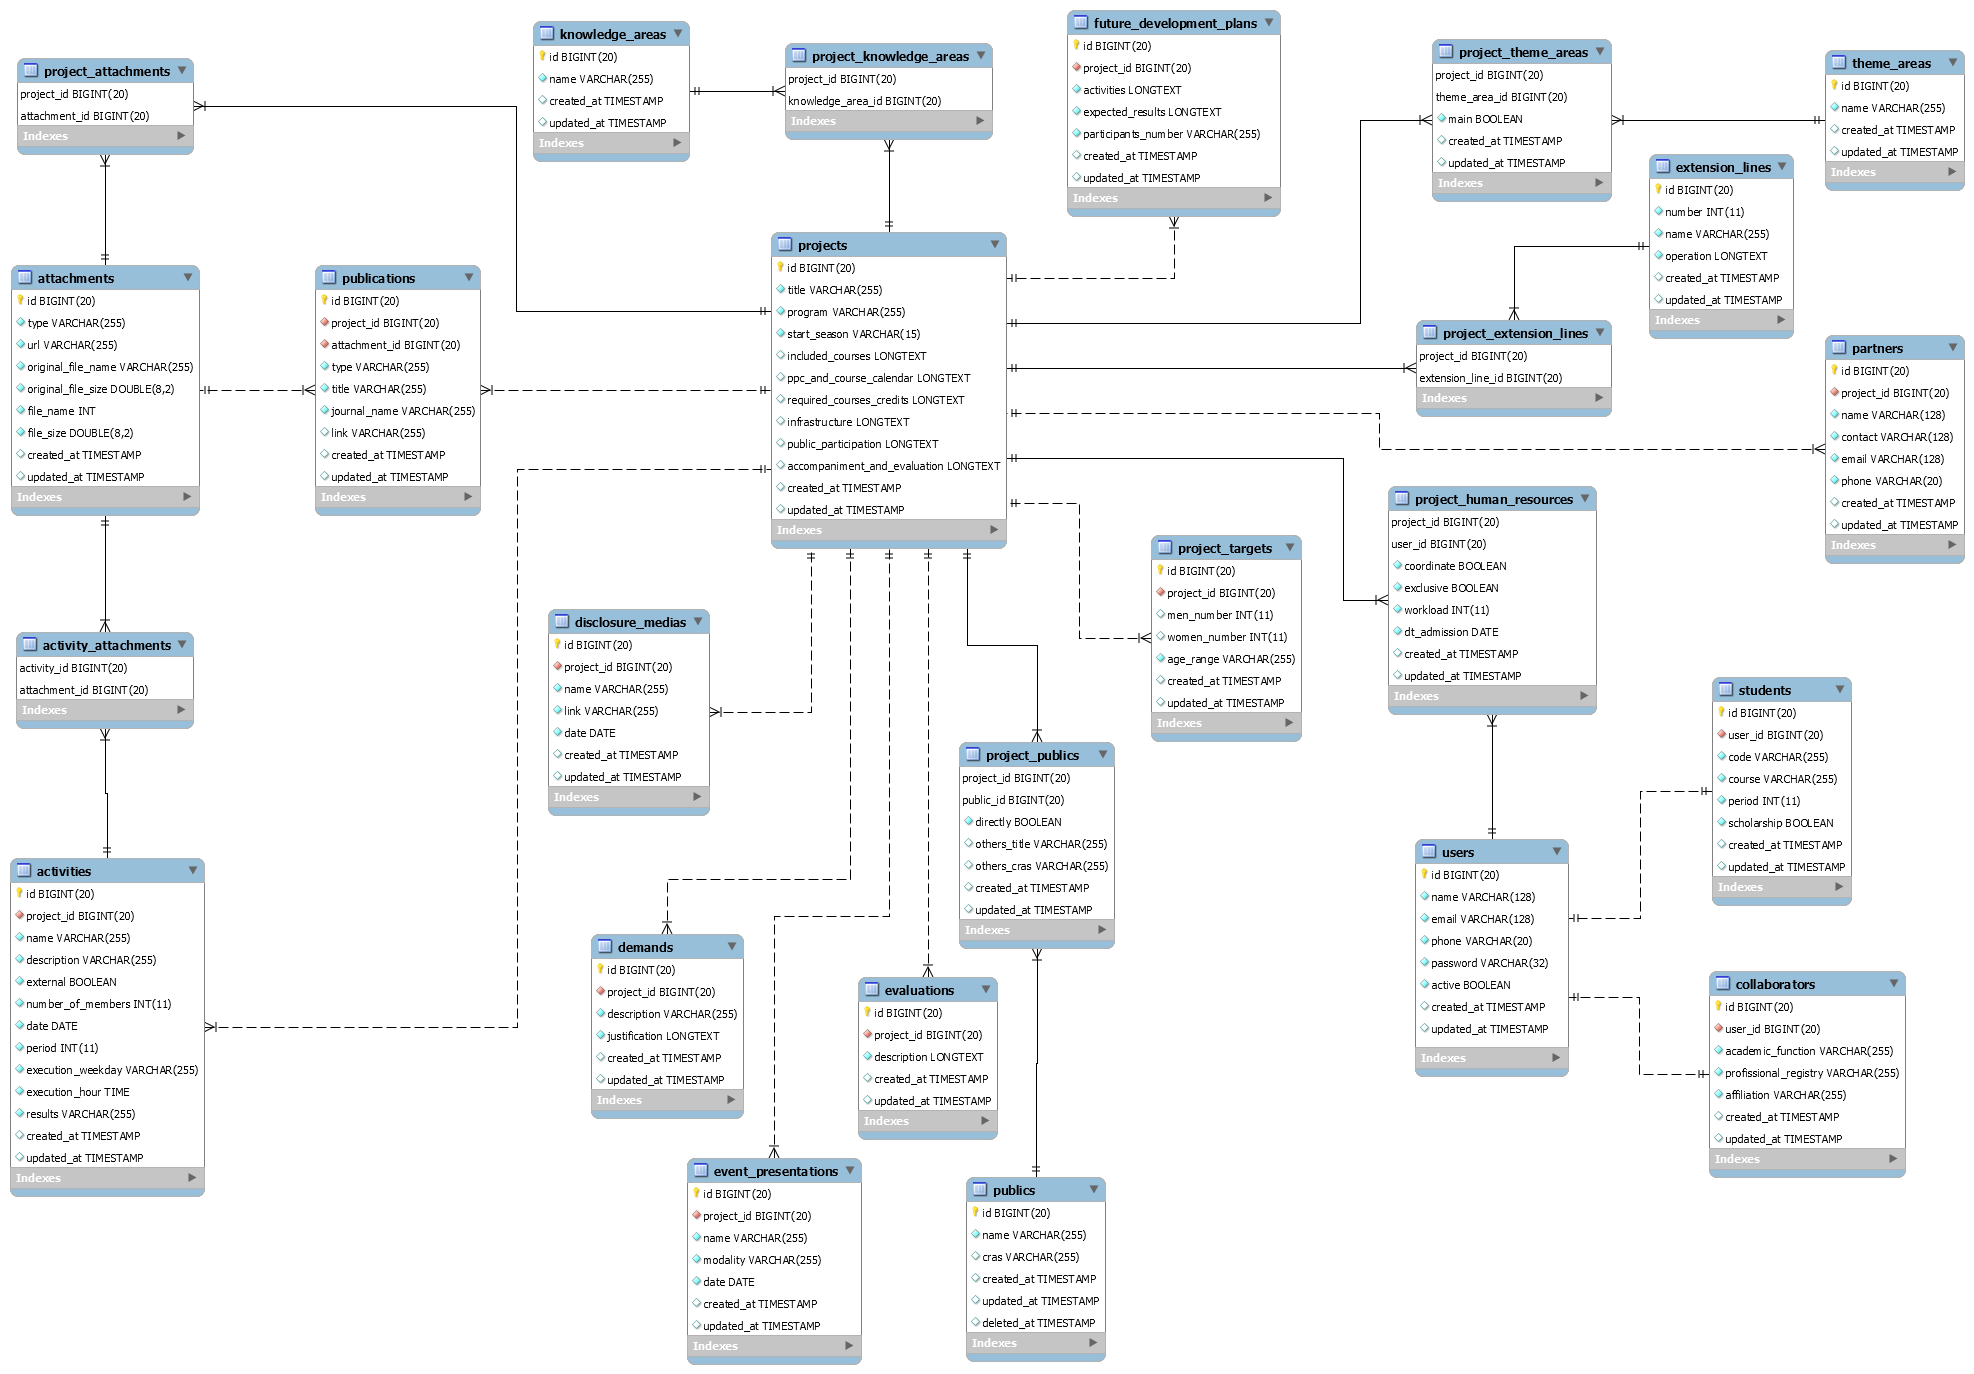 project_attachments
project_id BIGINT(20)
attachment_id BIGINT(20)
Indexes
knowledge_areas
id BIGINT(20)
name VARCHAR(255)
created_at TIMESTAMP
updated_at TIMESTAMP
Indexes
project_knowledge_areas
project_id BIGINT(20)
knowledge_area_id BIGINT(20)
Indexes
future_development_plans
id BIGINT(20)
project_id BIGINT(20)
activities LONGTEXT
expected_results LONGTEXT
participants_number VARCHAR(255)
created_at TIMESTAMP
updated_at TIMESTAMP
Indexes
project_theme_areas
project_id BIGINT(20)
theme_area_id BIGINT(20)
main BOOLEAN
created_at TIMESTAMP
updated_at TIMESTAMP
Indexes
theme_areas
id BIGINT(20)
name VARCHAR(255)
created_at TIMESTAMP
updated_at TIMESTAMP
Indexes
extension_lines
id BIGINT(20)
number INT(11)
name VARCHAR(255)
operation LONGTEXT
created_at TIMESTAMP
updated_at TIMESTAMP
Indexes
attachments
id BIGINT(20)
type VARCHAR(255)
url VARCHAR(255)
original_file_name VARCHAR(255)
original_file_size DOUBLE(8,2)
file_name INT
file_size DOUBLE(8,2)
created_at TIMESTAMP
updated_at TIMESTAMP
Indexes
publications
id BIGINT(20)
project_id BIGINT(20)
attachment_id BIGINT(20)
type VARCHAR(255)
title VARCHAR(255)
journal_name VARCHAR(255)
link VARCHAR(255)
created_at TIMESTAMP
updated_at TIMESTAMP
Indexes
projects
id BIGINT(20)
title VARCHAR(255)
program VARCHAR(255)
start_season VARCHAR(15)
included_courses LONGTEXT
ppc_and_course_calendar LONGTEXT
required_courses_credits LONGTEXT
infrastructure LONGTEXT
public_participation LONGTEXT
accompaniment_and_evaluation LONGTEXT
created_at TIMESTAMP
updated_at TIMESTAMP
Indexes
project_extension_lines
project_id BIGINT(20)
extension_line_id BIGINT(20)
Indexes
partners
id BIGINT(20)
project_id BIGINT(20)
name VARCHAR(128)
contact VARCHAR(128)
email VARCHAR(128)
phone VARCHAR(20)
created_at TIMESTAMP
updated_at TIMESTAMP
Indexes
project_human_resources
project_id BIGINT(20)
user_id BIGINT(20)
coordinate BOOLEAN
exclusive BOOLEAN
workload INT(11)
dt_admission DATE
created_at TIMESTAMP
updated_at TIMESTAMP
Indexes
project_targets
id BIGINT(20)
project_id BIGINT(20)
men_number INT(11)
women_number INT(11)
age_range VARCHAR(255)
created_at TIMESTAMP
updated_at TIMESTAMP
Indexes
activity_attachments
activity_id BIGINT(20)
attachment_id BIGINT(20)
Indexes
disclosure_medias
id BIGINT(20)
project_id BIGINT(20)
name VARCHAR(255)
link VARCHAR(255)
date DATE
created_at TIMESTAMP
updated_at TIMESTAMP
Indexes
project_publics
project_id BIGINT(20)
public_id BIGINT(20)
directly BOOLEAN
others_title VARCHAR(255)
others_cras VARCHAR(255)
created_at TIMESTAMP
updated_at TIMESTAMP
Indexes
students
id BIGINT(20)
user_id BIGINT(20)
code VARCHAR(255)
course VARCHAR(255)
period INT(11)
scholarship BOOLEAN
created_at TIMESTAMP
updated_at TIMESTAMP
Indexes
users
id BIGINT(20)
name VARCHAR(128)
email VARCHAR(128)
phone VARCHAR(20)
password VARCHAR(32)
active BOOLEAN
created_at TIMESTAMP
updated_at TIMESTAMP
Indexes
activities
id BIGINT(20)
project_id BIGINT(20)
name VARCHAR(255)
description VARCHAR(255)
external BOOLEAN
number_of_members INT(11)
date DATE
period INT(11)
execution_weekday VARCHAR(255)
execution_hour TIME
results VARCHAR(255)
created_at TIMESTAMP
updated_at TIMESTAMP
Indexes
demands
id BIGINT(20)
project_id BIGINT(20)
description VARCHAR(255)
justification LONGTEXT
created_at TIMESTAMP
updated_at TIMESTAMP
Indexes
evaluations
id BIGINT(20)
project_id BIGINT(20)
description LONGTEXT
created_at TIMESTAMP
updated_at TIMESTAMP
Indexes
collaborators
id BIGINT(20)
user_id BIGINT(20)
academic_function VARCHAR(255)
profissional_registry VARCHAR(255)
affiliation VARCHAR(255)
created_at TIMESTAMP
updated_at TIMESTAMP
Indexes
event_presentations
id BIGINT(20)
project_id BIGINT(20)
name VARCHAR(255)
modality VARCHAR(255)
date DATE
created_at TIMESTAMP
updated_at TIMESTAMP
Indexes
publics
id BIGINT(20)
name VARCHAR(255)
cras VARCHAR(255)
created_at TIMESTAMP
updated_at TIMESTAMP
deleted_at TIMESTAMP
Indexes